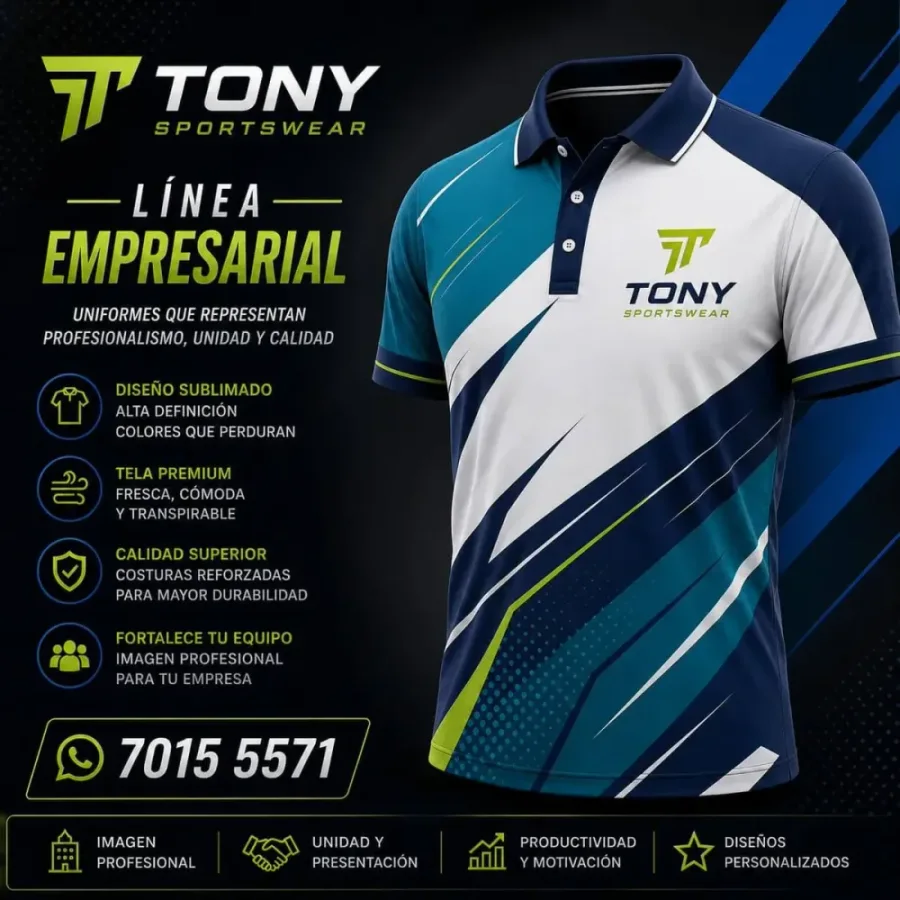 TONY
SPORTSWEAR
LÍNEA
EMPRESARIAL
UNIFORMES QUE REPRESENTAN
PROFESIONALISMO, UNIDAD Y CALIDAD
DISEÑO SUBLIMADO
ALTA DEFINICIÓN
COLORES QUE PERDURAN
TELA PREMIUM
FRESCA, CÓMODA
Y TRANSPIRABLE
CALIDAD SUPERIOR
COSTURAS REFORZADAS
PARA MAYOR DURABILIDAD
FORTALECE TU EQUIPO
IMAGEN PROFESIONAL
PARA TU EMPRESA
7015 5571
TONY
SPORTSWEAR
IMAGEN
PROFESIONAL
UNIDAD Y
PRESENTACIÓN
PRODUCTIVIDAD
Y MOTIVACIÓN
DISEÑOS
PERSONALIZADOS